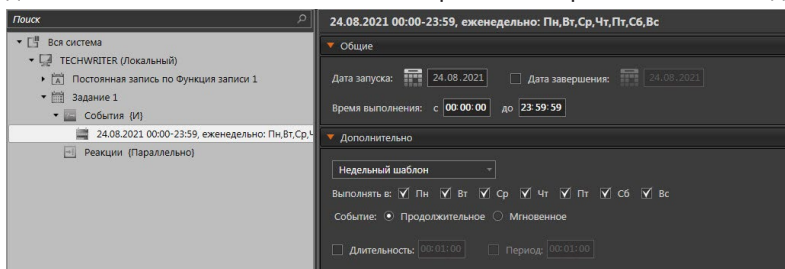 Поиск
Вся система
TECHWRITER (Локальный)
Постоянная запись по Функция записи 1
Задание 1
События (И)
24.08.2021 00:00-23:59, еженедельно: Пн,Вт,Ср,Ч
Реакции (Параллельно)
24.08.2021 00:00-23:59, еженедельно: Пн,Вт,Ср,Чт,Пт,Сб,Вс
Общие
Дата запуска: 24.08.2021 Дата завершения: 24.08.2021
Время выполнения: с 00:00:00 до 23:59:59
Дополнительно
Недельный шаблон
Выполнять в: Пн Вт Ср Чт Пт Сб Вс
Событие: Продолжительное Мгновенное
Длительность: 00:01:00 Период: 00:01:00